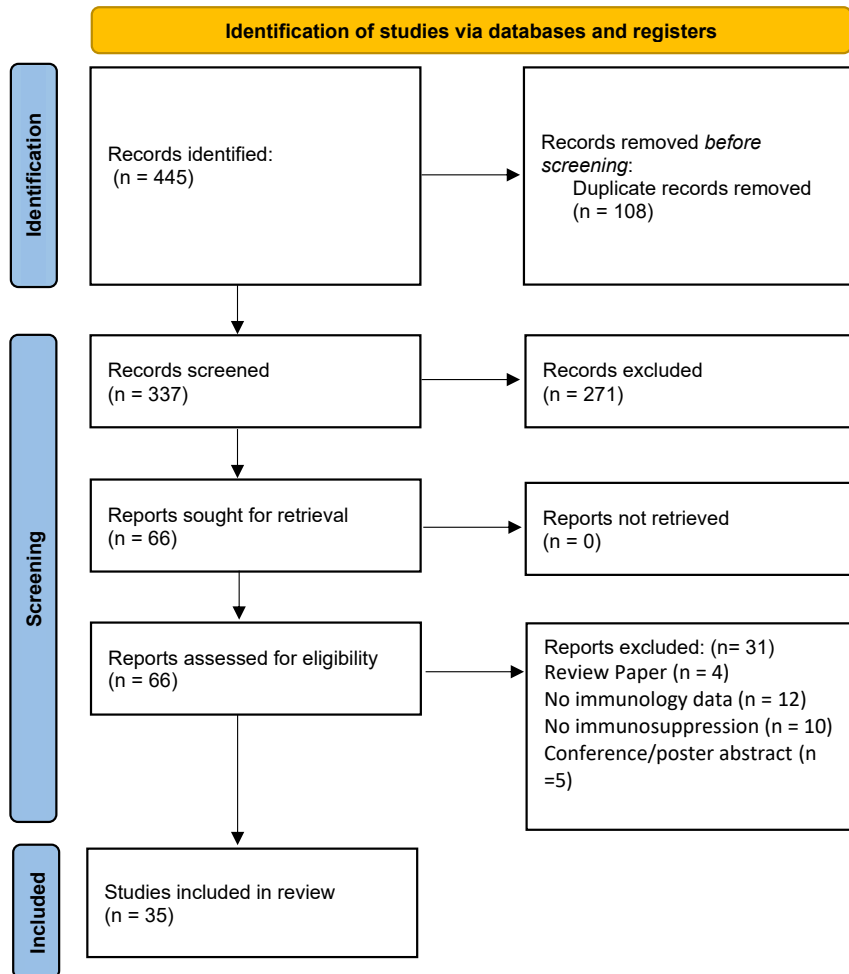 Identification of studies via databases and registers
Identification
Records identified:
(n = 445)
Records removed before
screening:
Duplicate records removed
(n = 108)
Screening
Records screened
(n = 337)
Records excluded
(n = 271)
Reports sought for retrieval
(n = 66)
Reports not retrieved
(n = 0)
Reports assessed for eligibility
(n = 66)
Reports excluded: (n= 31)
Review Paper (n = 4)
No immunology data (n = 12)
No immunosuppression (n = 10)
Conference/poster abstract (n
=5)
Included
Studies included in review
(n = 35)